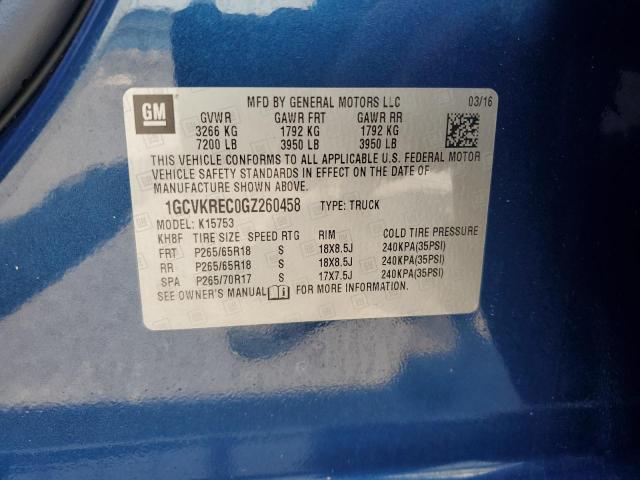 MFD BY GENERAL MOTORS LLC 03/16
GM
GVWR GAWR FRT GAWR RR
3266 KG 1792 KG 1792 KG
7200 LB 3950 LB 3950 LB
THIS VEHICLE CONFORMS TO ALL APPLICABLE U.S. FEDERAL MOTOR
VEHICLE SAFETY STANDARDS IN EFFECT ON THE DATE OF
MANUFACTURE SHOWN ABOVE.
1GCVKREC0GZ260458 TYPE: TRUCK
MODEL: K15753
KH8F TIRE SIZE SPEED RTG RIM COLD TIRE PRESSURE
FRT P265/65R18 S 18X8.5J 240KPA(35PSI)
RR P265/65R18 S 18X8.5J 240KPA(35PSI)
SPA P265/70R17 S 17X7.5J 240KPA(35PSI)
SEE OWNER'S MANUAL FOR MORE INFORMATION.